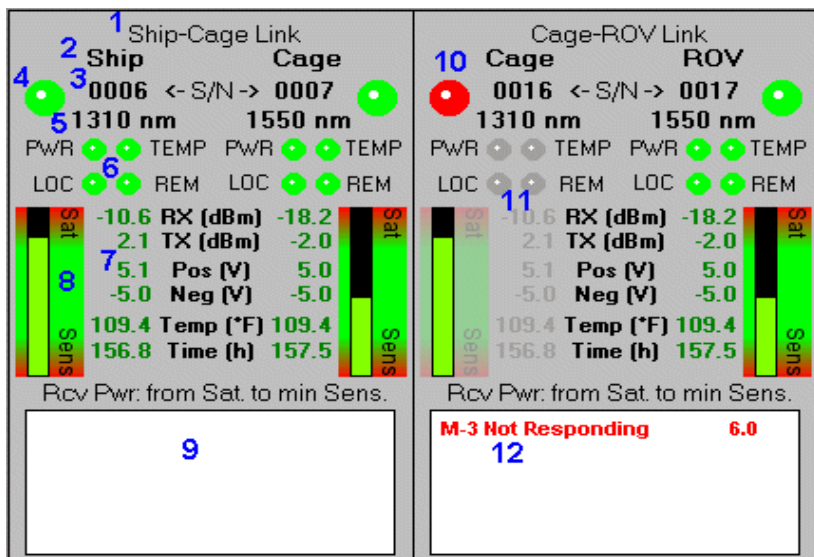 1
Ship-Cage Link
2 Ship Cage
4 3 0006 <- S/N -> 0007
5 1310 nm 1550 nm
PWR TEMP PWR TEMP
6
LOC REM LOC REM
-10.6 RX (dBm) -18.2
2.1 TX (dBm) -2.0
7
5.1 Pos (V) 5.0
8
-5.0 Neg (V) -5.0
109.4 Temp (°F) 109.4
156.8 Time (h) 157.5
Sat Sens
Sat Sens
Rcv Pwr: from Sat. to min Sens.
9
Cage-ROV Link
10 Cage ROV
0016 <- S/N -> 0017
1310 nm 1550 nm
PWR TEMP PWR TEMP
LOC REM LOC REM
11
-10.6 RX (dBm) -18.2
2.1 TX (dBm) -2.0
5.1 Pos (V) 5.0
-5.0 Neg (V) -5.0
109.4 Temp (°F) 109.4
156.8 Time (h) 157.5
Sat Sens
Sat Sens
Rcv Pwr: from Sat. to min Sens.
M-3 Not Responding 6.0
12